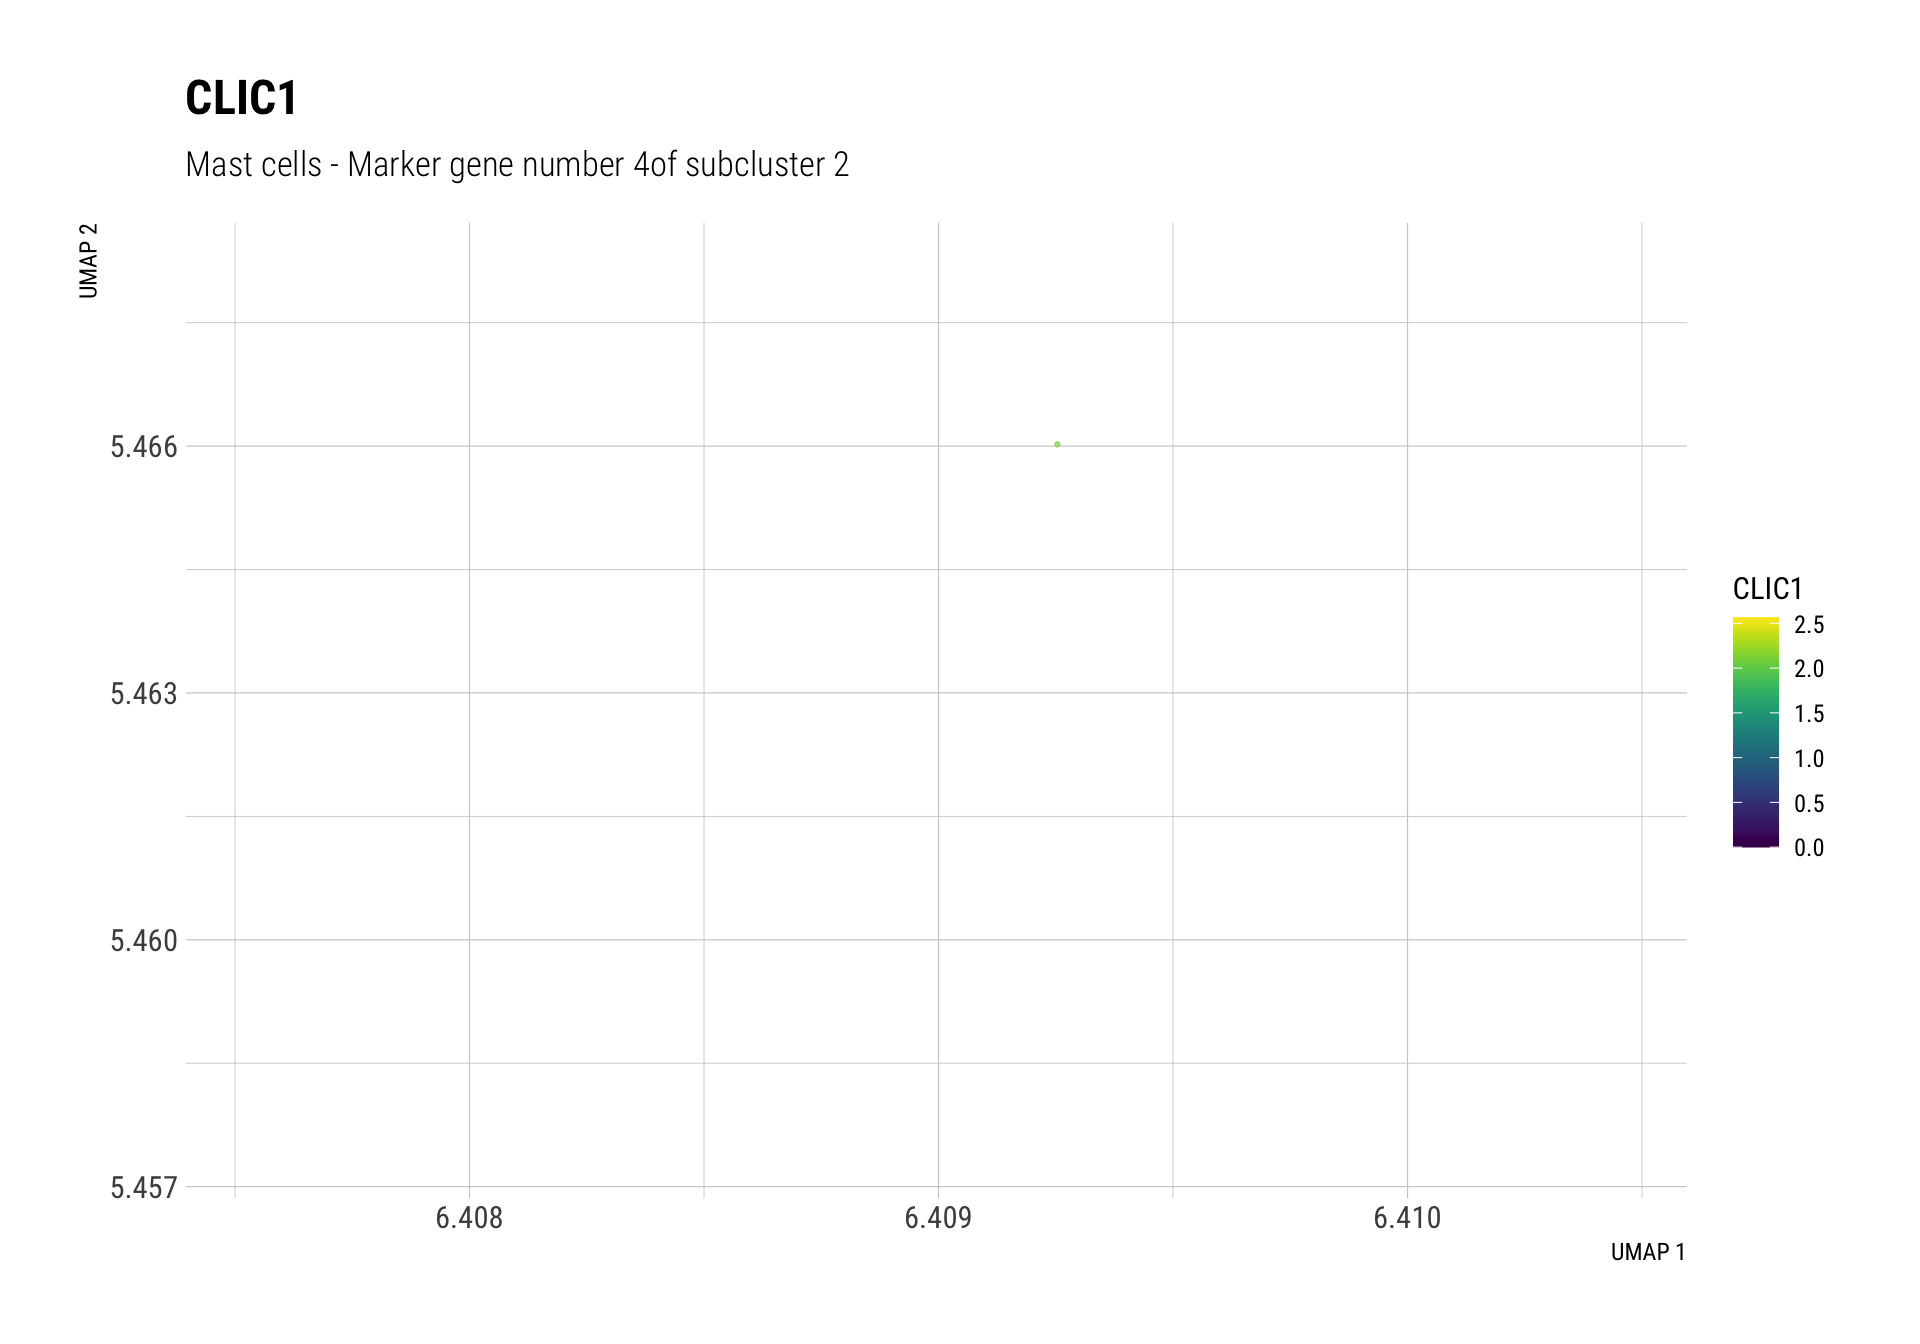 CLIC1
Mast cells - Marker gene number 4of subcluster 2
UMAP 2
5.466
5.463
5.460
5.457
6.408
6.409
6.410
UMAP 1
CLIC1
2.5
2.0
1.5
1.0
0.5
0.0